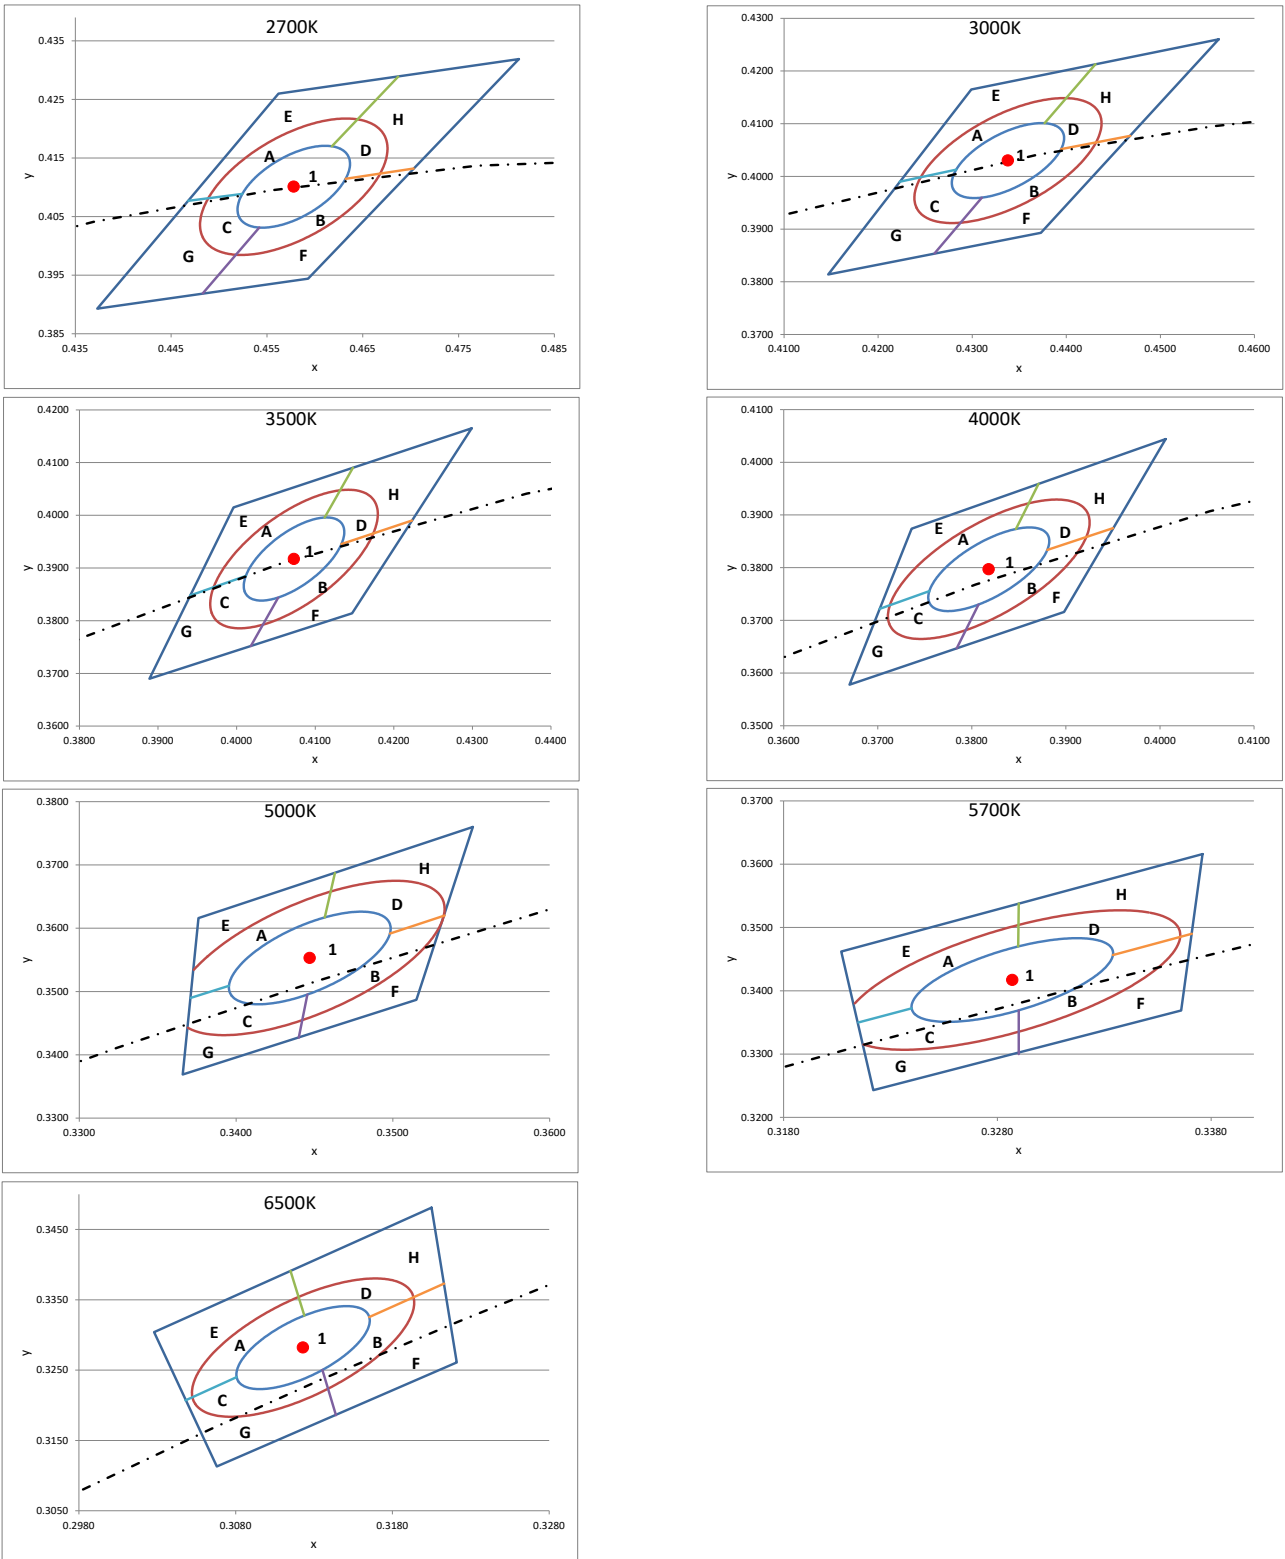 2700K
0.435
0.425
0.415
0.405
0.395
0.385
y
E
H
A
D
1
C
B
G
F
0.435 0.445 0.455 0.465 0.475 0.485
x
3000K
0.4300
0.4200
0.4100
0.4000
0.3900
0.3800
0.3700
y
E
H
A
D
1
B
C
F
G
0.4100 0.4200 0.4300 0.4400 0.4500 0.4600
x
3500K
0.4200
0.4100
0.4000
0.3900
0.3800
0.3700
0.3600
y
H
E
A
D
1
B
C
F
G
0.3800 0.3900 0.4000 0.4100 0.4200 0.4300 0.4400
x
4000K
0.4100
0.4000
0.3900
0.3800
0.3700
0.3600
0.3500
y
H
E
A
D
1
B
F
C
G
0.3600 0.3700 0.3800 0.3900 0.4000 0.4100
x
5000K
0.3800
0.3700
0.3600
0.3500
0.3400
0.3300
y
H
D
E
A
1
B
F
C
G
0.3300 0.3400 0.3500 0.3600
x
5700K
0.3700
0.3600
0.3500
0.3400
0.3300
0.3200
y
H
D
E
A
1
B
F
C
G
0.3180 0.3280 0.3380
x
6500K
0.3450
0.3350
0.3250
0.3150
0.3050
y
H
D
E
A
1
B
F
C
G
0.2980 0.3080 0.3180 0.3280
x